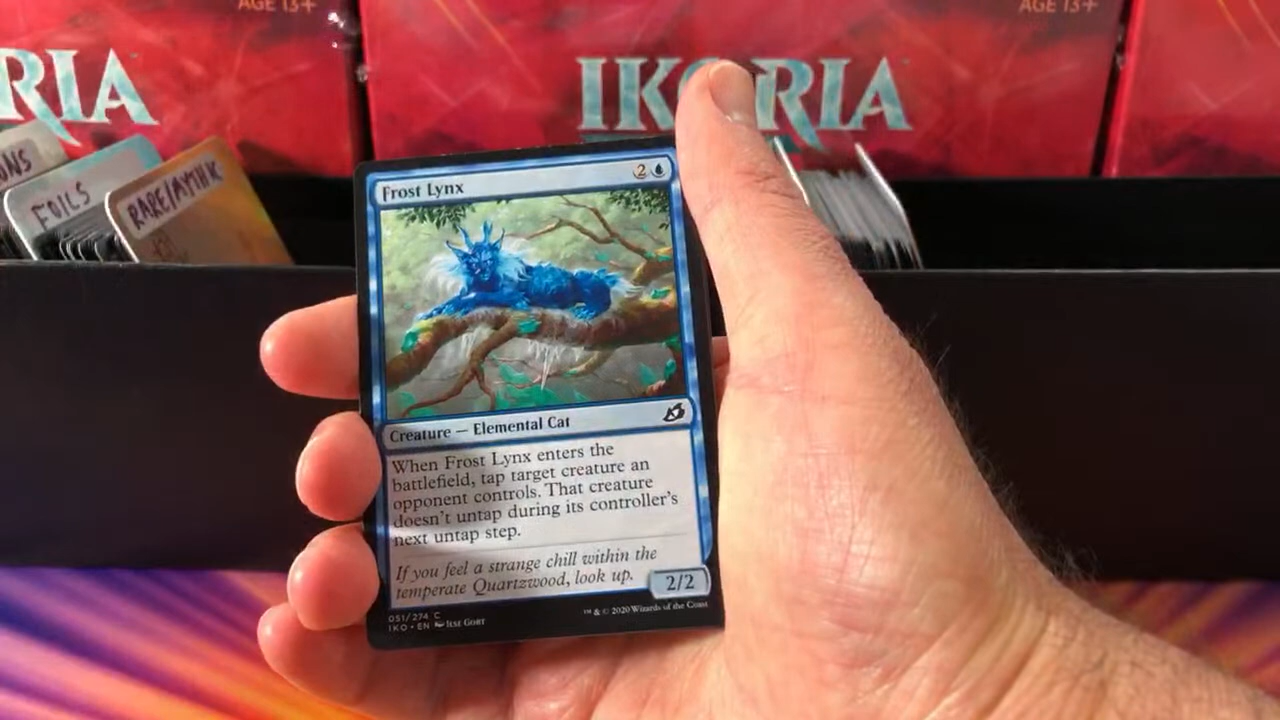 AGE 13+
AGE 13+
RIA
IKORIA
ONS
FOILS
RARE/MYTHIC
Frost Lynx
2
Creature — Elemental Cat
When Frost Lynx enters the
battlefield, tap target creature an
opponent controls. That creature
doesn't untap during its controller's
next untap step.
If you feel a strange chill within the
temperate Quartzwood, look up.
2/2
051/274 C
IKO • EN Ilse Gort
™ & © 2020 Wizards of the Coast